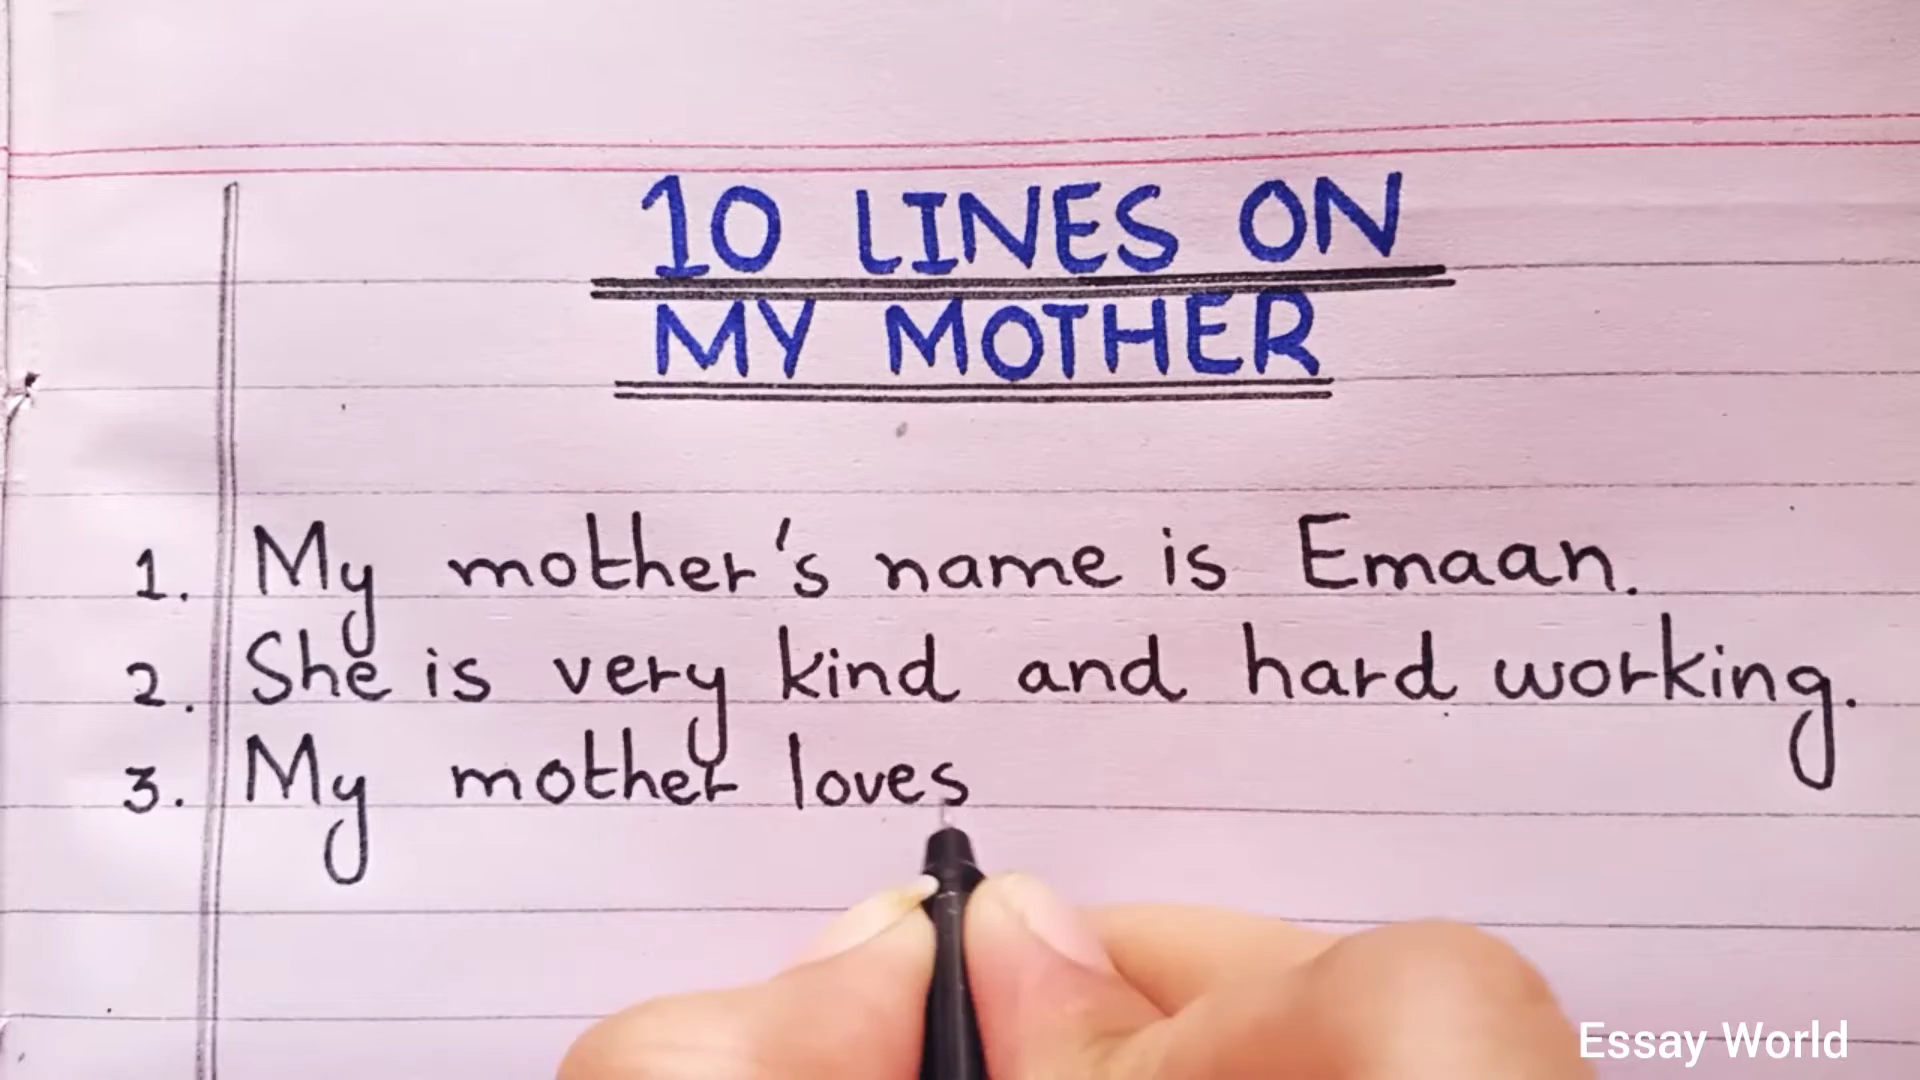 10 LINES ON
MY MOTHER
1. My mother's name is Emaan.
2. She is very kind and hard working.
3. My mother loves
Essay World